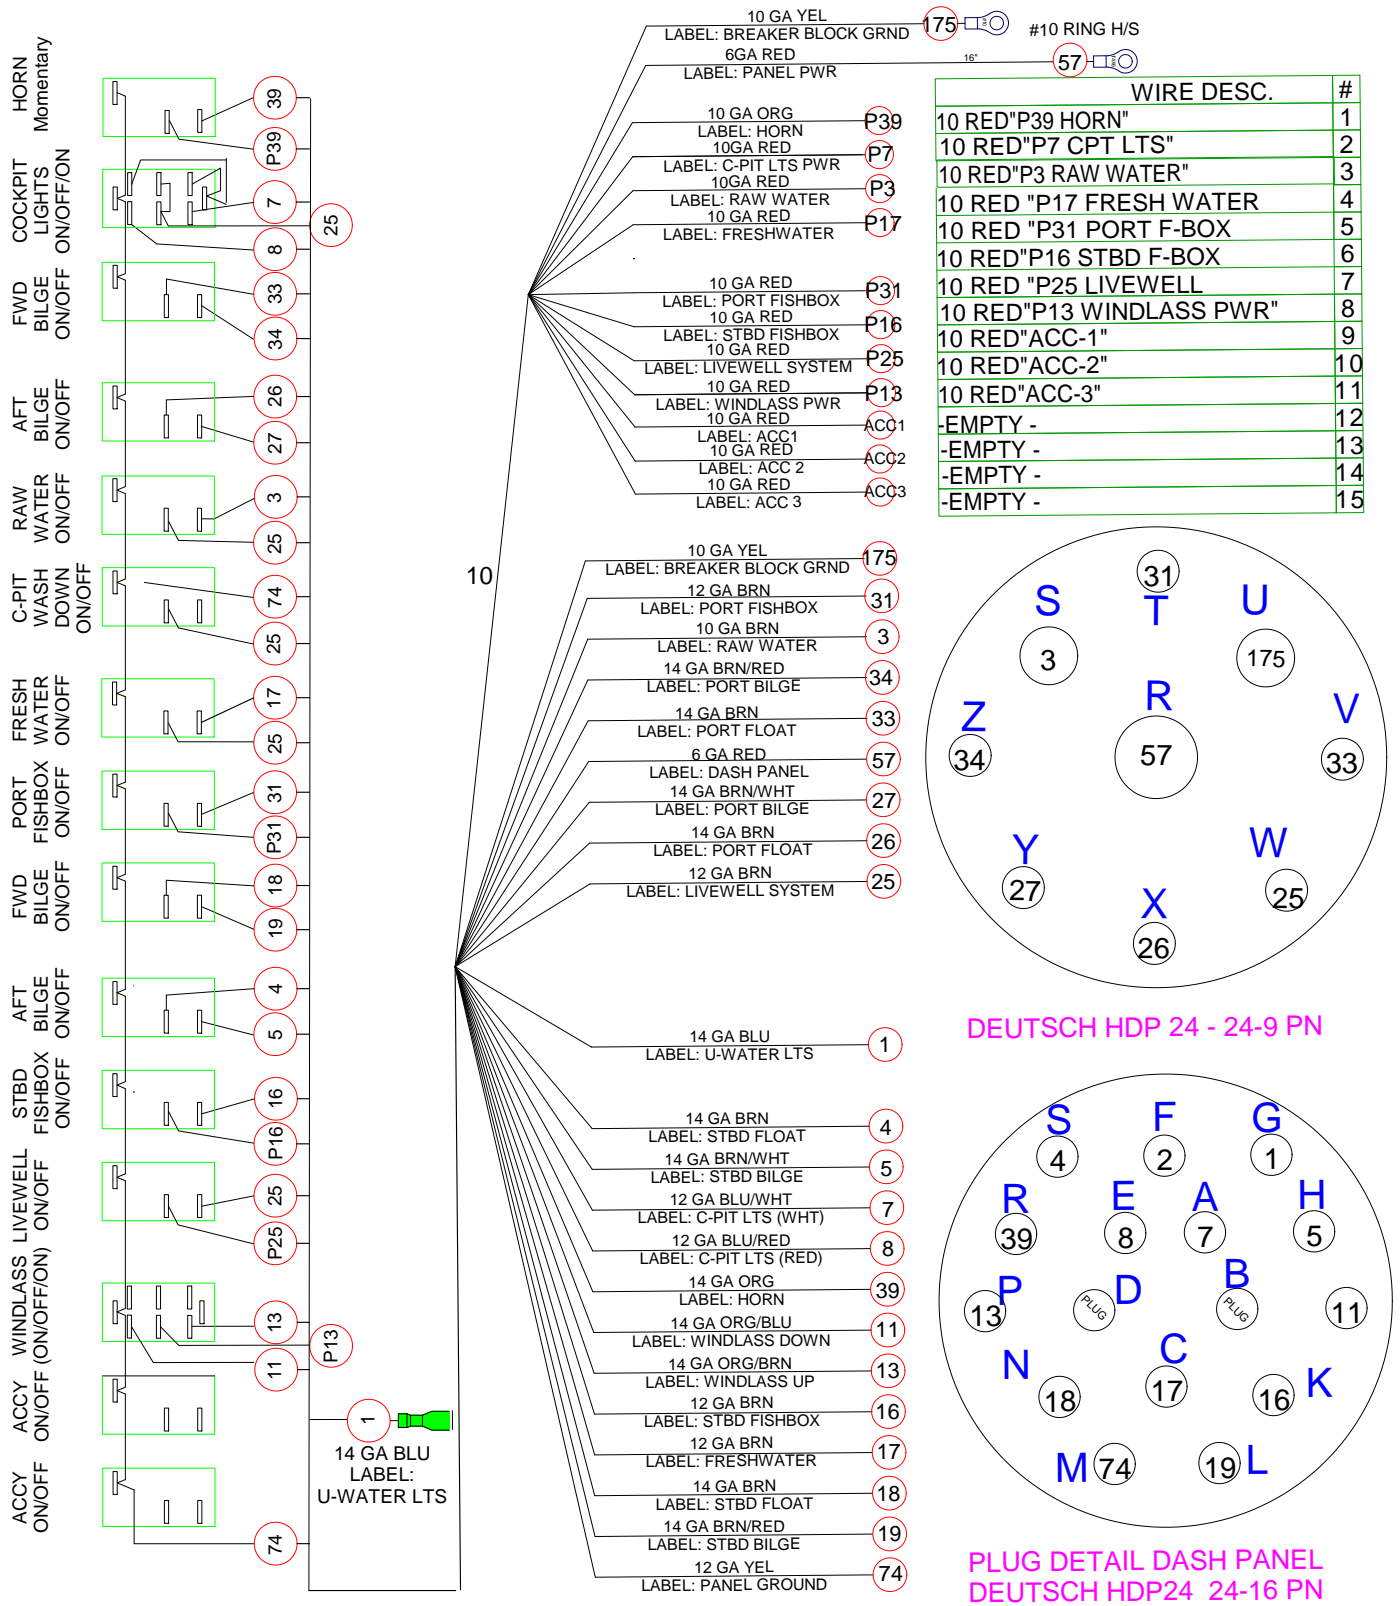 HORN
Momentary
39
P39
COCKPIT
LIGHTS
ON/OFF/ON
7
25
8
FWD
BILGE
ON/OFF
33
34
AFT
BILGE
ON/OFF
26
27
RAW
WATER
ON/OFF
3
25
C-PIT
WASH
DOWN
ON/OFF
74
25
FRESH
WATER
ON/OFF
17
25
PORT
FISHBOX
ON/OFF
31
P31
FWD
BILGE
ON/OFF
18
19
AFT
BILGE
ON/OFF
4
5
STBD
FISHBOX
ON/OFF
16
P16
LIVEWELL
ON/OFF
25
P25
WINDLASS
(ON/OFF/ON)
13
P13
11
ACCY
ON/OFF
1
14 GA BLU
LABEL:
U-WATER LTS
ACCY
ON/OFF
74
10
10 GA YEL
LABEL: BREAKER BLOCK GRND
175
#10 RING H/S
6GA RED
LABEL: PANEL PWR
16"
57
10 GA ORG
LABEL: HORN
P39
10GA RED
LABEL: C-PIT LTS PWR
P7
10GA RED
LABEL: RAW WATER
P3
10 GA RED
LABEL: FRESHWATER
P17
10 GA RED
LABEL: PORT FISHBOX
P31
10 GA RED
LABEL: STBD FISHBOX
P16
10 GA RED
LABEL: LIVEWELL SYSTEM
P25
10 GA RED
LABEL: WINDLASS PWR
P13
10 GA RED
LABEL: ACC1
ACC1
10 GA RED
LABEL: ACC 2
ACC2
10 GA RED
LABEL: ACC 3
ACC3
WIRE DESC. #
10 RED"P39 HORN" 1
10 RED"P7 CPT LTS" 2
10 RED"P3 RAW WATER" 3
10 RED "P17 FRESH WATER 4
10 RED "P31 PORT F-BOX 5
10 RED"P16 STBD F-BOX 6
10 RED "P25 LIVEWELL 7
10 RED"P13 WINDLASS PWR" 8
10 RED"ACC-1" 9
10 RED"ACC-2" 10
10 RED"ACC-3" 11
-EMPTY - 12
-EMPTY - 13
-EMPTY - 14
-EMPTY - 15
10 GA YEL
LABEL: BREAKER BLOCK GRND
175
12 GA BRN
LABEL: PORT FISHBOX
31
10 GA BRN
LABEL: RAW WATER
3
14 GA BRN/RED
LABEL: PORT BILGE
34
14 GA BRN
LABEL: PORT FLOAT
33
6 GA RED
LABEL: DASH PANEL
57
14 GA BRN/WHT
LABEL: PORT BILGE
27
14 GA BRN
LABEL: PORT FLOAT
26
12 GA BRN
LABEL: LIVEWELL SYSTEM
25
14 GA BLU
LABEL: U-WATER LTS
1
14 GA BRN
LABEL: STBD FLOAT
4
14 GA BRN/WHT
LABEL: STBD BILGE
5
12 GA BLU/WHT
LABEL: C-PIT LTS (WHT)
7
12 GA BLU/RED
LABEL: C-PIT LTS (RED)
8
14 GA ORG
LABEL: HORN
39
14 GA ORG/BLU
LABEL: WINDLASS DOWN
11
14 GA ORG/BRN
LABEL: WINDLASS UP
13
12 GA BRN
LABEL: STBD FISHBOX
16
12 GA BRN
LABEL: FRESHWATER
17
14 GA BRN
LABEL: STBD FLOAT
18
14 GA BRN/RED
LABEL: STBD BILGE
19
12 GA YEL
LABEL: PANEL GROUND
74
31
S T U
3 175
Z R V
34 57 33
Y W
27 25
X
26
DEUTSCH HDP 24 - 24-9 PN
S F G
4 2 1
R E A H
39 8 7 5
P D B
13 PLUG PLUG 11
N C K
18 17 16
M 74 19 L
PLUG DETAIL DASH PANEL
DEUTSCH HDP24 24-16 PN